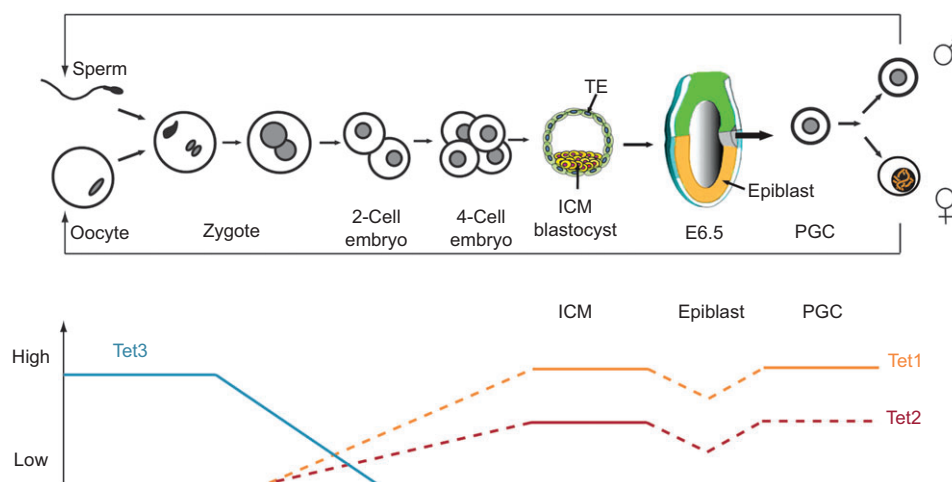 Sperm
TE
Epiblast
Oocyte
Zygote
2-Cell
embryo
4-Cell
embryo
ICM
blastocyst
E6.5
PGC
♂
♀
ICM
Epiblast
PGC
High
Tet3
Tet1
Tet2
Low